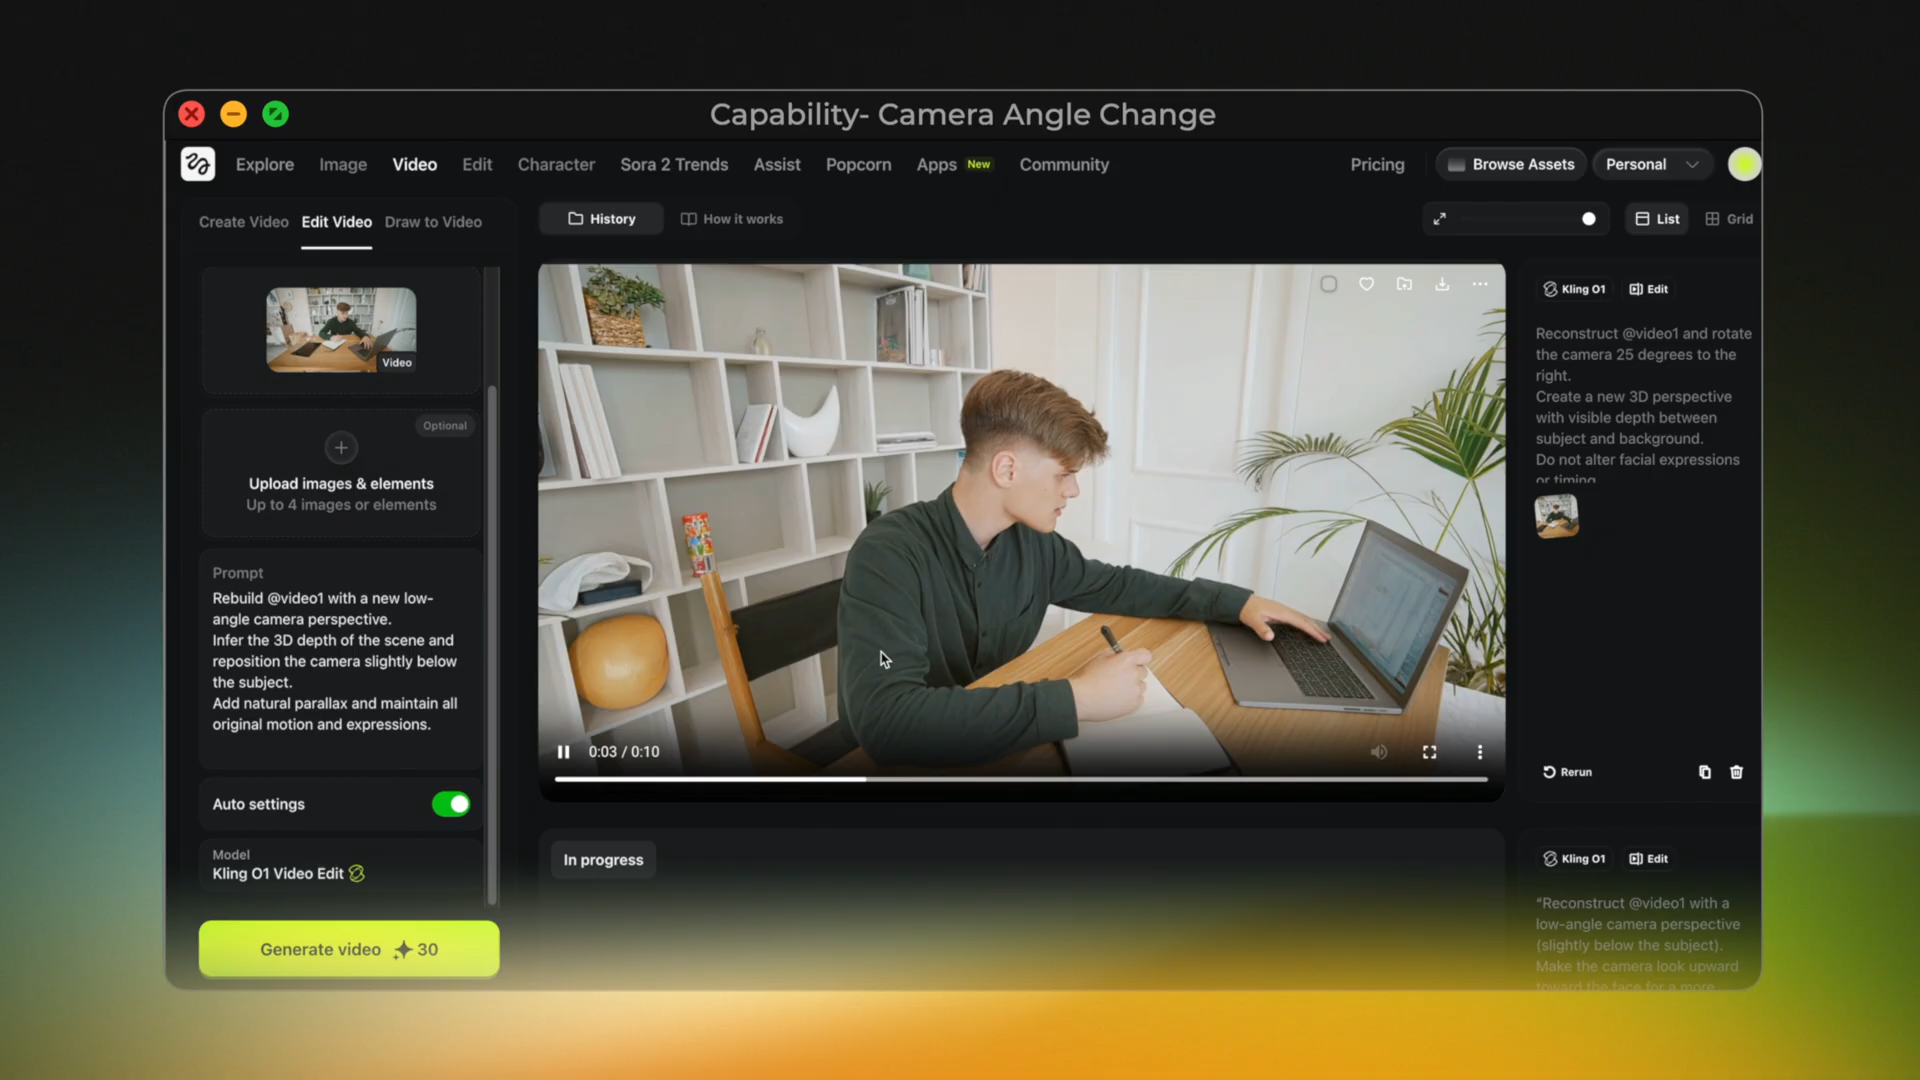 Capability- Camera Angle Change
Explore Image Video Edit Character Sora 2 Trends Assist Popcorn Apps New Community Pricing Browse Assets Personal
Create Video Edit Video Draw to Video
History How it works List Grid
Video
Optional
Upload images & elements
Up to 4 images or elements
Prompt
Rebuild @video1 with a new low-
angle camera perspective.
Infer the 3D depth of the scene and
reposition the camera slightly below
the subject.
Add natural parallax and maintain all
original motion and expressions.
Auto settings
Model
Kling O1 Video Edit
Generate video 30
0:03 / 0:10
In progress
Kling O1 Edit
Reconstruct @video1 and rotate
the camera 25 degrees to the
right.
Create a new 3D perspective
with visible depth between
subject and background.
Do not alter facial expressions
or timing
Rerun
Kling O1 Edit
"Reconstruct @video1 with a
low-angle camera perspective
(slightly below the subject).
Make the camera look upward
toward the face for a more